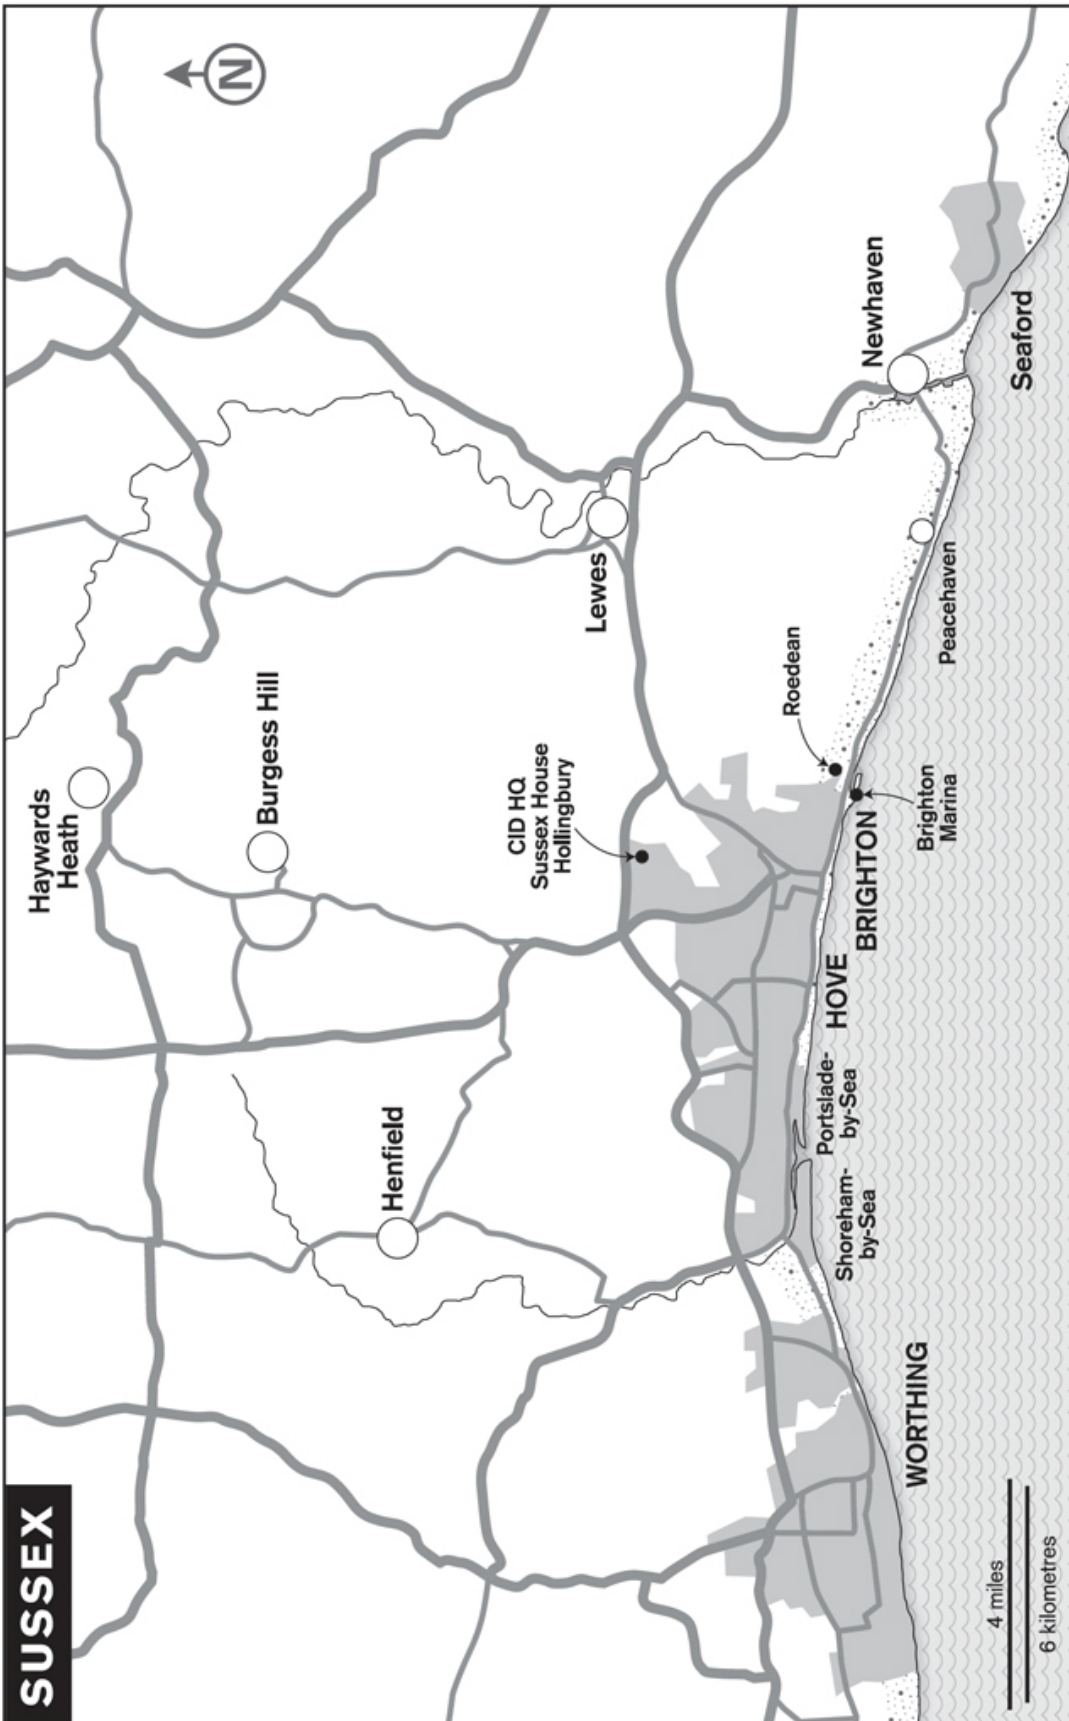 SUSSEX
N
Haywards
Heath
Burgess Hill
Henfield
Lewes
CID HQ
Sussex House
Hollingbury
Roedean
Newhaven
Seaford
Peacehaven
Brighton
Marina
BRIGHTON
HOVE
Portslade-
by-Sea
Shoreham-
by-Sea
WORTHING
4 miles
6 kilometres